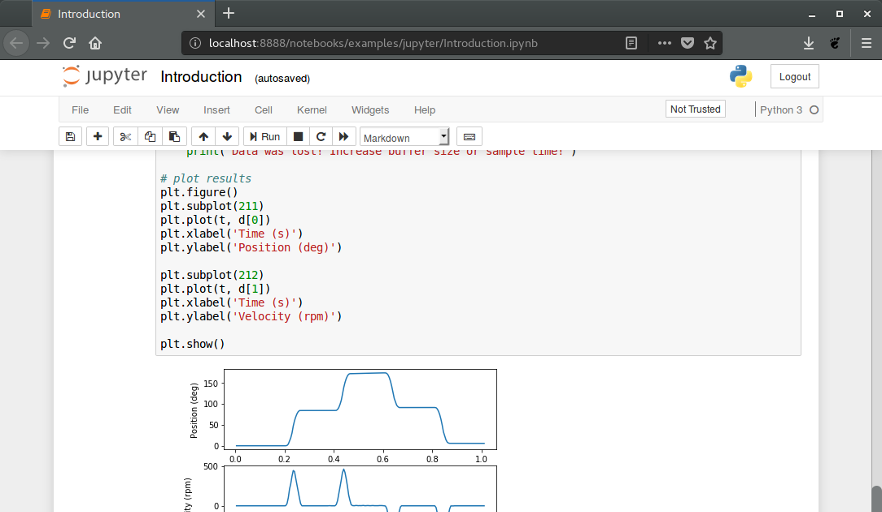 Introduction
localhost:8888/notebooks/examples/jupyter/Introduction.ipynb
jupyter Introduction (autosaved) Logout
File Edit View Insert Cell Kernel Widgets Help Not Trusted Python 3
Run Markdown
print('Data was lost! Increase buffer size or sample time!')
# plot results
plt.figure()
plt.subplot(211)
plt.plot(t, d[0])
plt.xlabel('Time (s)')
plt.ylabel('Position (deg)')
plt.subplot(212)
plt.plot(t, d[1])
plt.xlabel('Time (s)')
plt.ylabel('Velocity (rpm)')
plt.show()
Position (deg)
150
100
50
0
0.0 0.2 0.4 0.6 0.8 1.0
500
0
(rpm)